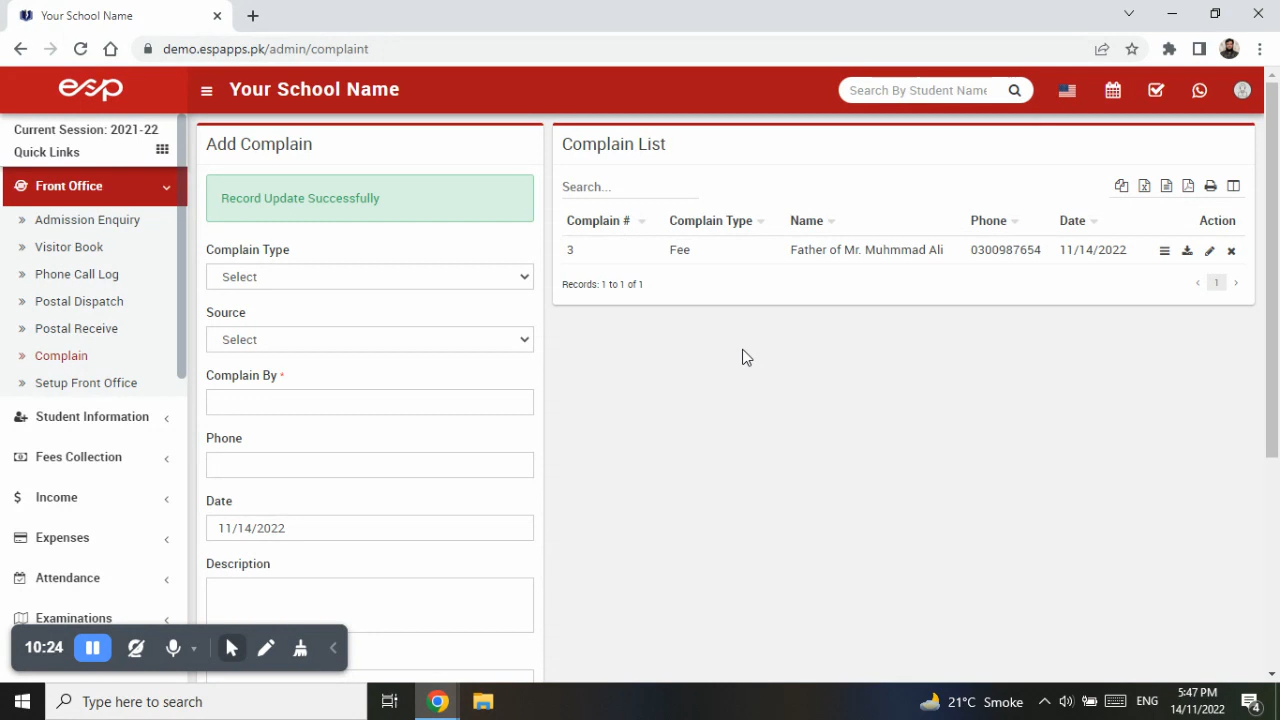 Your School Name
demo.espapps.pk/admin/complaint
esp
Your School Name
Search By Student Name
Current Session: 2021-22
Quick Links
Front Office
Admission Enquiry
Visitor Book
Phone Call Log
Postal Dispatch
Postal Receive
Complain
Setup Front Office
Student Information
Fees Collection
Income
Expenses
Attendance
Examinations
Add Complain
Record Update Successfully
Complain Type
Select
Source
Select
Complain By *
Phone
Date
11/14/2022
Description
Complain List
Search...
Complain # Complain Type Name Phone Date Action
3 Fee Father of Mr. Muhmmad Ali 0300987654 11/14/2022
Records: 1 to 1 of 1
1
10:24
Type here to search
21°C Smoke
ENG
5:47 PM
14/11/2022
4